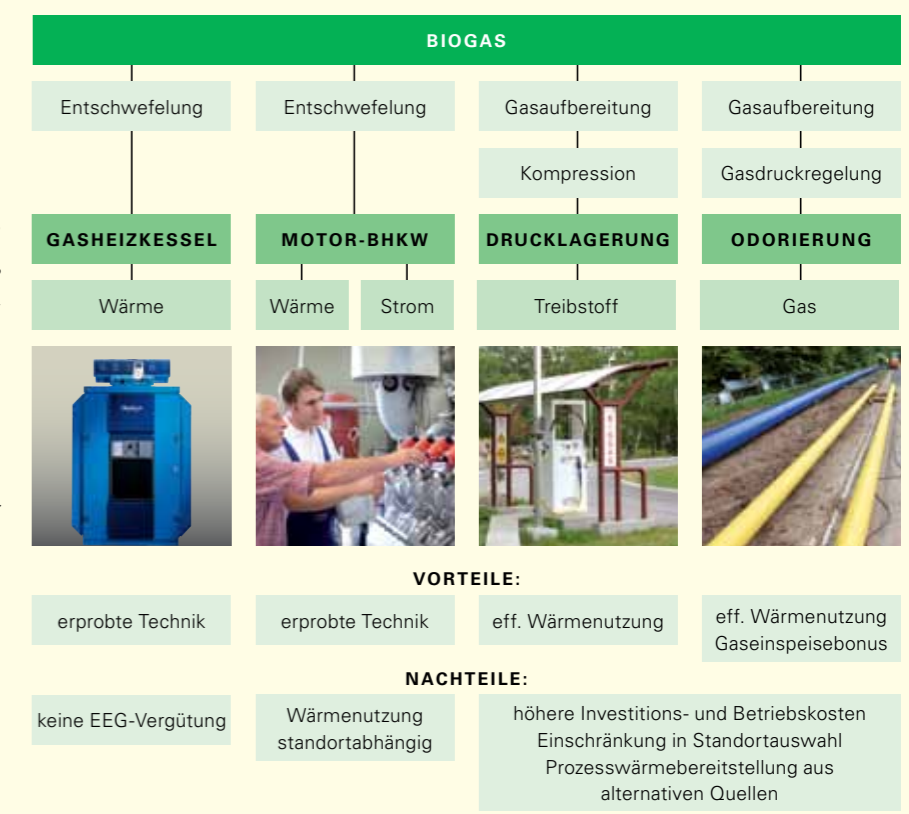 BIOGAS
Entschwefelung
Entschwefelung
Gasaufbereitung
Gasaufbereitung
Kompression
Gasdruckregelung
GASHEIZKESSEL
MOTOR-BHKW
DRUCKLAGERUNG
ODORIERUNG
Wärme
Wärme
Strom
Treibstoff
Gas
VORTEILE:
erprobte Technik
erprobte Technik
eff. Wärmenutzung
eff. Wärmenutzung
Gaseinspeisebonus
NACHTEILE:
keine EEG-Vergütung
Wärmenutzung
standortabhängig
höhere Investitions- und Betriebskosten
Einschränkung in Standortauswahl
Prozesswärmebereitstellung aus
alternativen Quellen